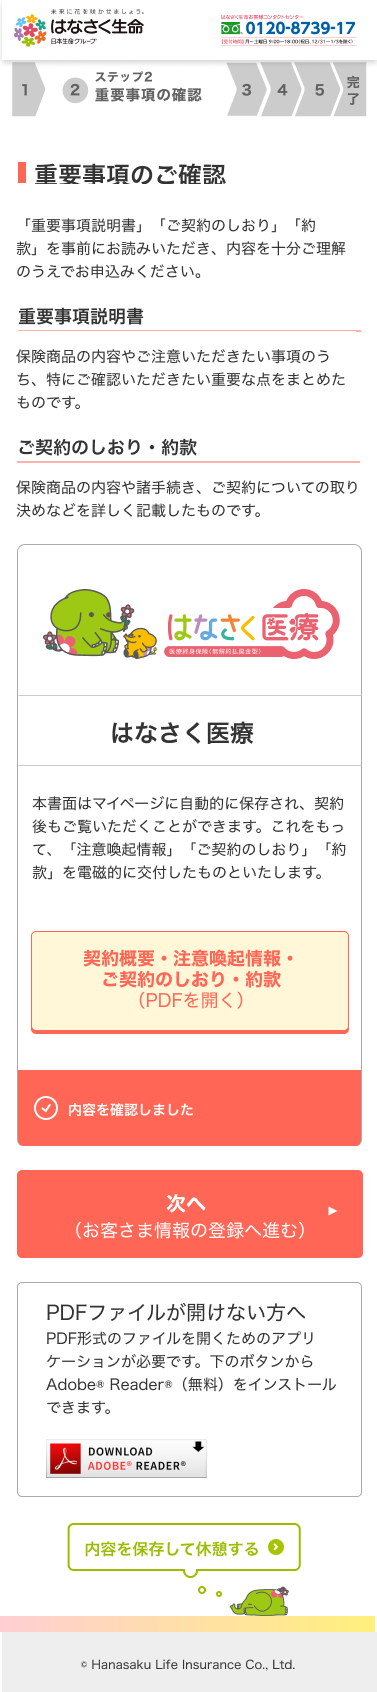 未来に花を咲かせましょう。
はなさく生命
日本生命グループ
はなさく生命お客様コンタクトセンター
0120-8739-17
【受付時間】月～土曜日 9:00～18:00(祝日、12/31～1/3を除く)
1
2
ステップ2
重要事項の確認
3
4
5
完了
重要事項のご確認
「重要事項説明書」「ご契約のしおり」「約
款」を事前にお読みいただき、内容を十分ご理解
のうえでお申込みください。
重要事項説明書
保険商品の内容やご注意いただきたい事項のう
ち、特にご確認いただきたい重要な点をまとめた
ものです。
ご契約のしおり・約款
保険商品の内容や諸手続き、ご契約についての取り
決めなどを詳しく記載したものです。
はなさく医療
医療終身保険(無解約払戻金型)
はなさく医療
本書面はマイページに自動的に保存され、契約
後もご覧いただくことができます。これをもっ
て、「注意喚起情報」「ご契約のしおり」「約
款」を電磁的に交付したものといたします。
契約概要・注意喚起情報・
ご契約のしおり・約款
（PDFを開く）
内容を確認しました
次へ
（お客さま情報の登録へ進む）
PDFファイルが開けない方へ
PDF形式のファイルを開くためのアプリ
ケーションが必要です。下のボタンから
Adobe® Reader®（無料）をインストール
できます。
DOWNLOAD
ADOBE® READER®
内容を保存して休憩する
© Hanasaku Life Insurance Co., Ltd.